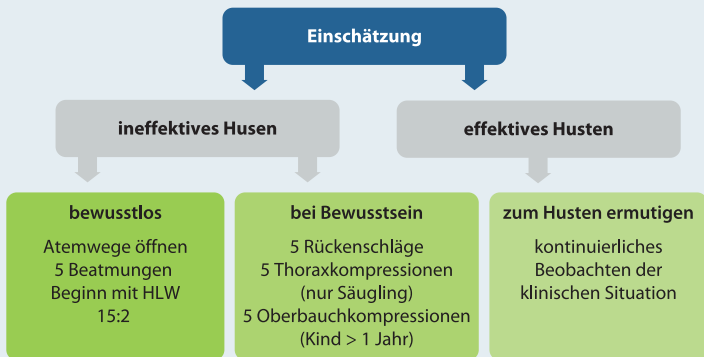 Einschätzung
ineffektives Husen
effektives Husten
bewusstlos
Atemwege öffnen
5 Beatmungen
Beginn mit HLW
15:2
bei Bewusstsein
5 Rückenschläge
5 Thoraxkompressionen
(nur Säugling)
5 Oberbauchkompressionen
(Kind > 1 Jahr)
zum Husten ermutigen
kontinuierliches
Beobachten der
klinischen Situation